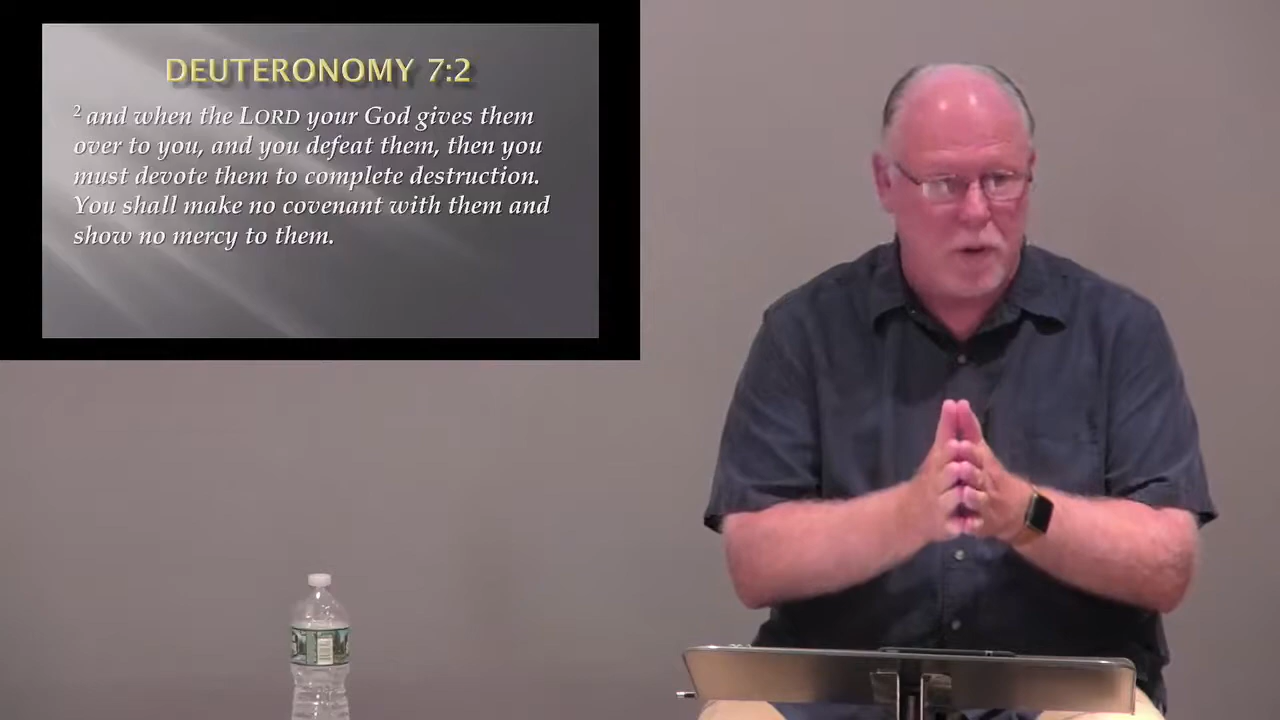 DEUTERONOMY 7:2
2 and when the LORD your God gives them
over to you, and you defeat them, then you
must devote them to complete destruction.
You shall make no covenant with them and
show no mercy to them.